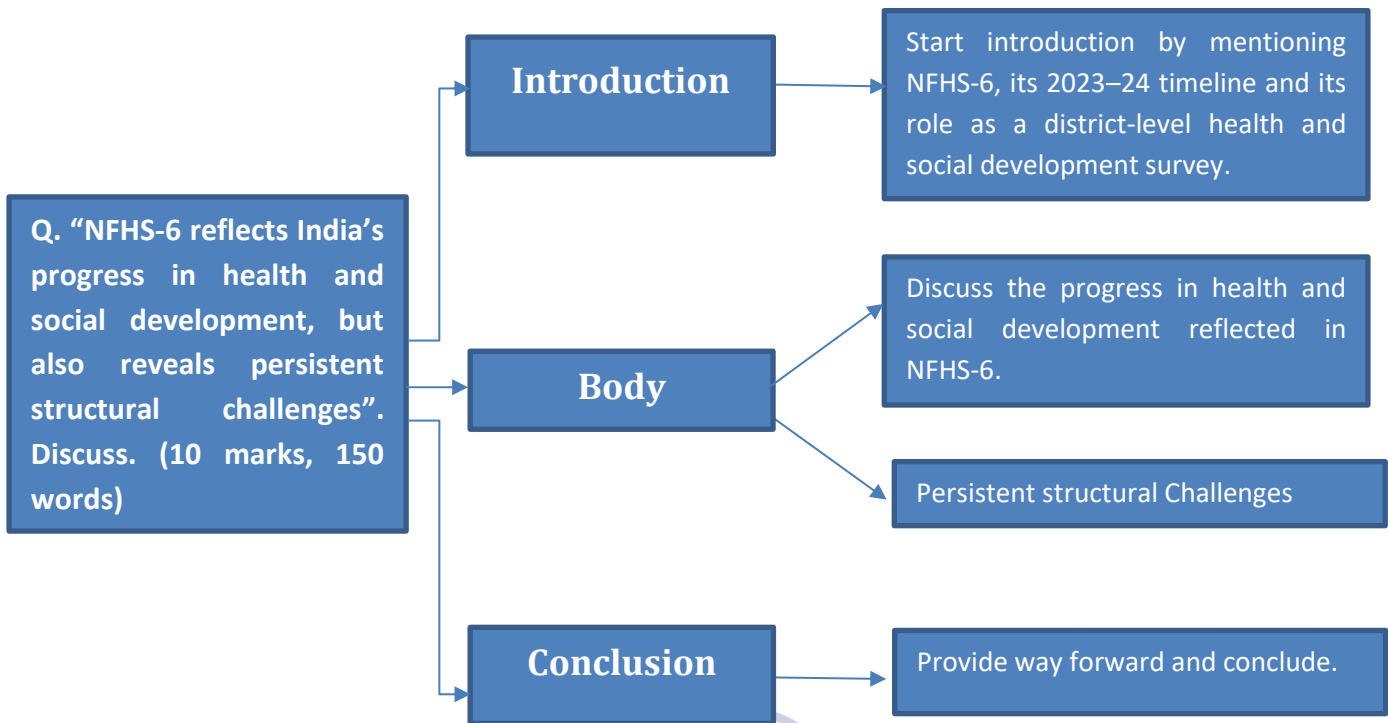 Q. “NFHS-6 reflects India’s
progress in health and
social development, but
also reveals persistent
structural challenges”.
Discuss. (10 marks, 150
words)
Introduction
Start introduction by mentioning
NFHS-6, its 2023–24 timeline and its
role as a district-level health and
social development survey.
Body
Discuss the progress in health and
social development reflected in
NFHS-6.
Persistent structural Challenges
Conclusion
Provide way forward and conclude.